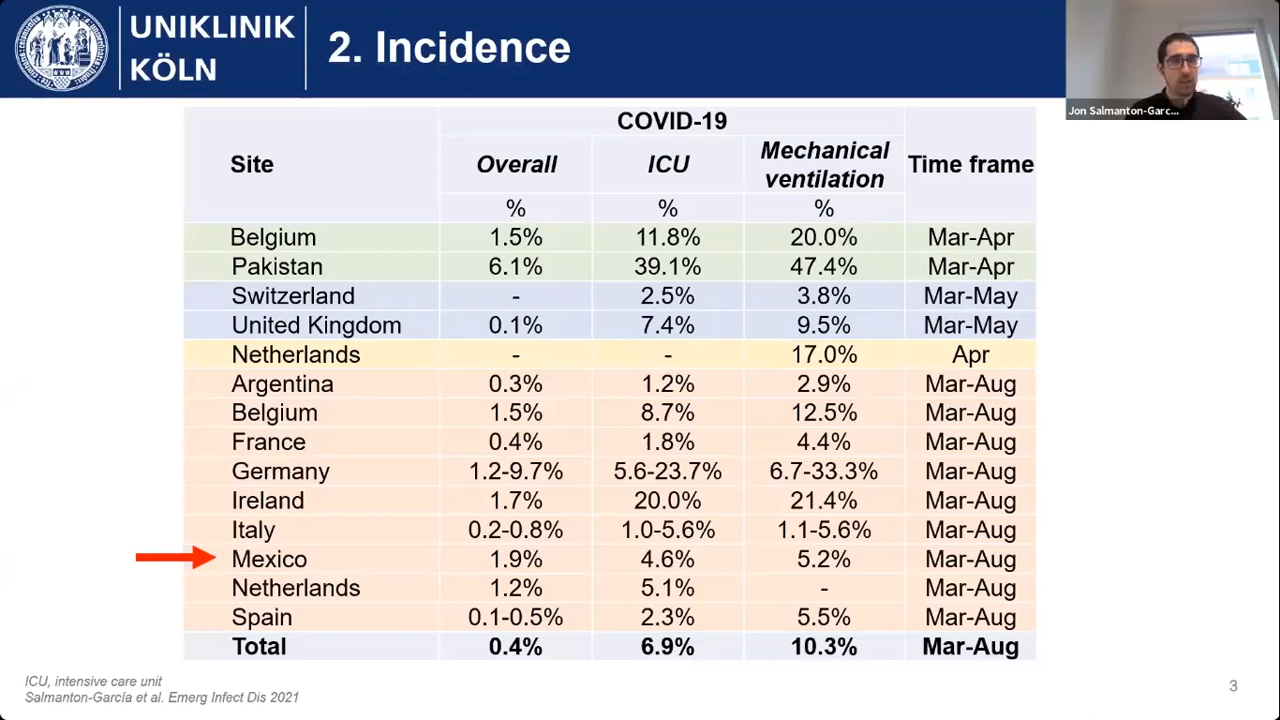 UNIKLINIK
KÖLN
2. Incidence
Jon Salmanton-Garc...
Site COVID-19 Time frame
Overall ICU Mechanical ventilation
% % %
Belgium 1.5% 11.8% 20.0% Mar-Apr
Pakistan 6.1% 39.1% 47.4% Mar-Apr
Switzerland - 2.5% 3.8% Mar-May
United Kingdom 0.1% 7.4% 9.5% Mar-May
Netherlands - - 17.0% Apr
Argentina 0.3% 1.2% 2.9% Mar-Aug
Belgium 1.5% 8.7% 12.5% Mar-Aug
France 0.4% 1.8% 4.4% Mar-Aug
Germany 1.2-9.7% 5.6-23.7% 6.7-33.3% Mar-Aug
Ireland 1.7% 20.0% 21.4% Mar-Aug
Italy 0.2-0.8% 1.0-5.6% 1.1-5.6% Mar-Aug
Mexico 1.9% 4.6% 5.2% Mar-Aug
Netherlands 1.2% 5.1% - Mar-Aug
Spain 0.1-0.5% 2.3% 5.5% Mar-Aug
Total 0.4% 6.9% 10.3% Mar-Aug
ICU, intensive care unit
Salmanton-García et al. Emerg Infect Dis 2021
3